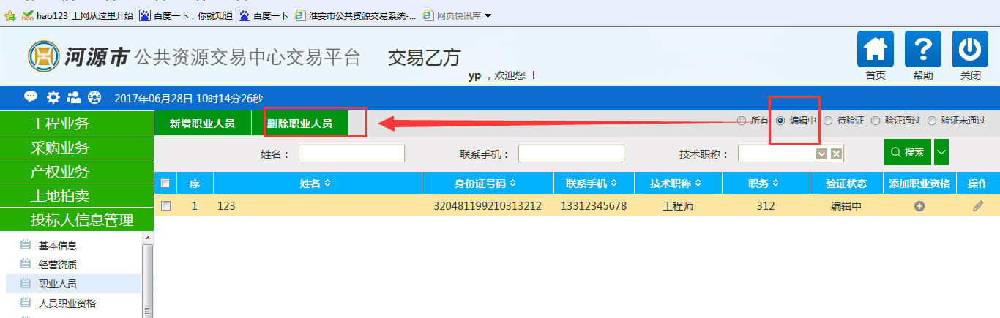 hao123_上网从这里开始 百度一下，你就知道 百度一下 淮安市公共资源交易系统-... 网页快讯库
河源市 公共资源交易中心交易平台 交易乙方
yp ，欢迎您 ！
首页 帮助 关闭
2017年06月28日 10时14分26秒
工程业务
采购业务
产权业务
土地拍卖
投标人信息管理
基本信息
经营资质
职业人员
人员职业资格
新增职业人员 删除职业人员 所有 编辑中 待验证 验证通过 验证未通过
姓名： 联系手机： 技术职称： 搜索
序 姓名 身份证号码 联系手机 技术职称 职务 验证状态 添加职业资格 操作
1 123 320481199210313212 13312345678 工程师 312 编辑中